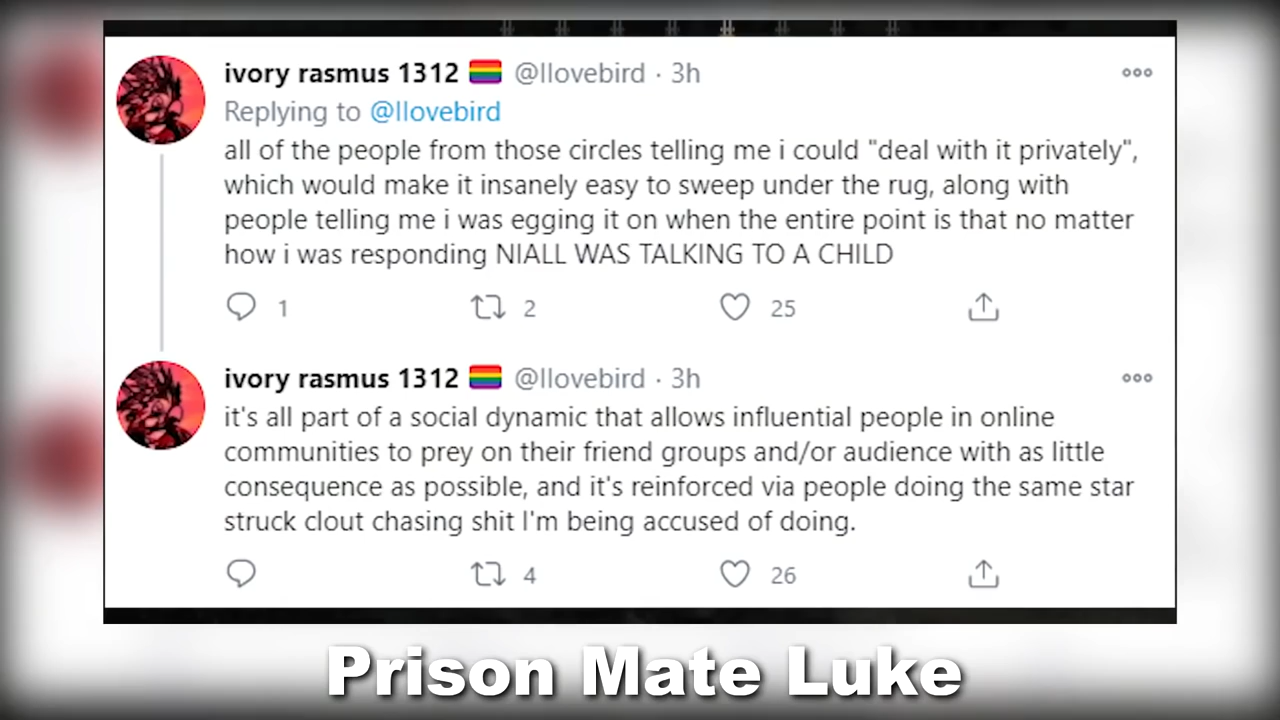 ivory rasmus 1312 🏳️‍🌈 @llovebird · 3h
Replying to @llovebird
all of the people from those circles telling me i could "deal with it privately",
which would make it insanely easy to sweep under the rug, along with
people telling me i was egging it on when the entire point is that no matter
how i was responding NIALL WAS TALKING TO A CHILD
1 2 25
ivory rasmus 1312 🏳️‍🌈 @llovebird · 3h
it's all part of a social dynamic that allows influential people in online
communities to prey on their friend groups and/or audience with as little
consequence as possible, and it's reinforced via people doing the same star
struck clout chasing shit I'm being accused of doing.
4 26
Prison Mate Luke